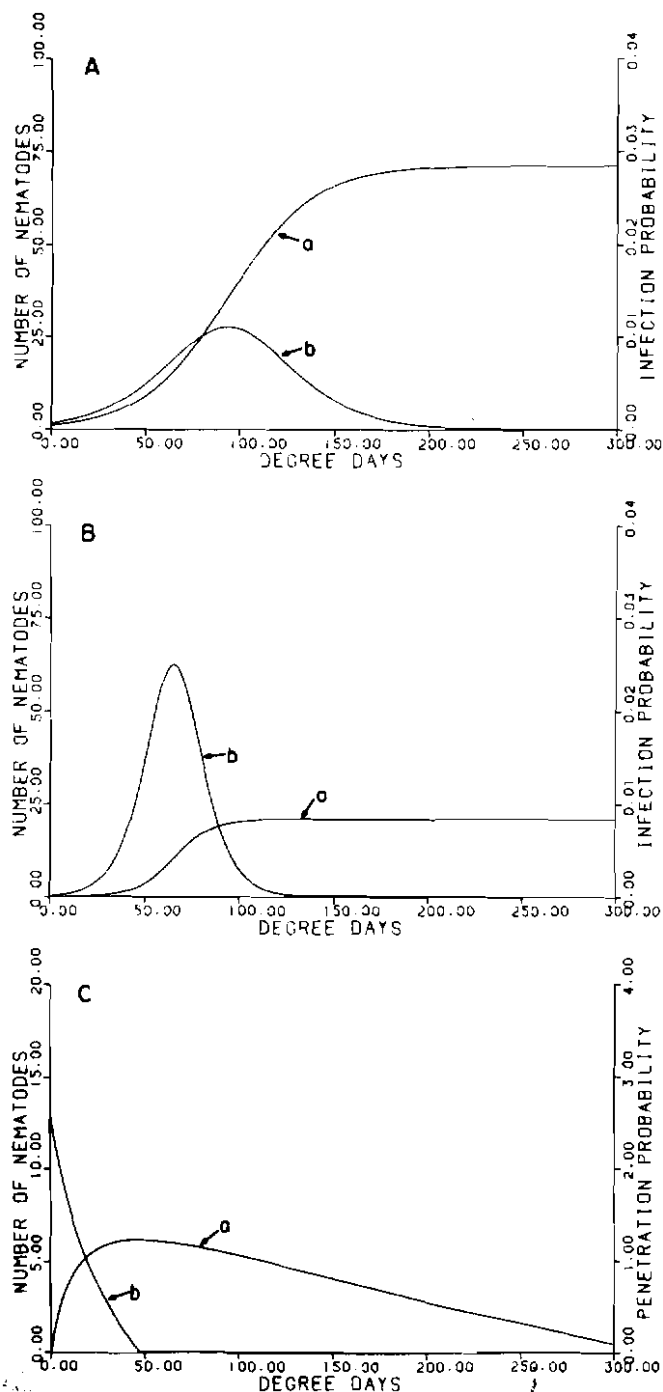 A
NUMBER OF NEMATODES
0.00 25.00 50.00 75.00 100.00
INFECTION PROBABILITY
0.00 0.01 0.02 0.03 0.04
a
b
0.00 50.00 100.00 150.00 200.00 250.00 300.00
DEGREE DAYS
B
NUMBER OF NEMATODES
0.00 25.00 50.00 75.00 100.00
INFECTION PROBABILITY
0.00 0.01 0.02 0.03 0.04
b
a
0.00 50.00 100.00 150.00 200.00 250.00 300.00
DEGREE DAYS
C
NUMBER OF NEMATODES
0.00 5.00 10.00 15.00 20.00
PENETRATION PROBABILITY
0.00 1.00 2.00 3.00 4.00
a
b
0.00 50.00 100.00 150.00 200.00 250.00 300.00
DEGREE DAYS